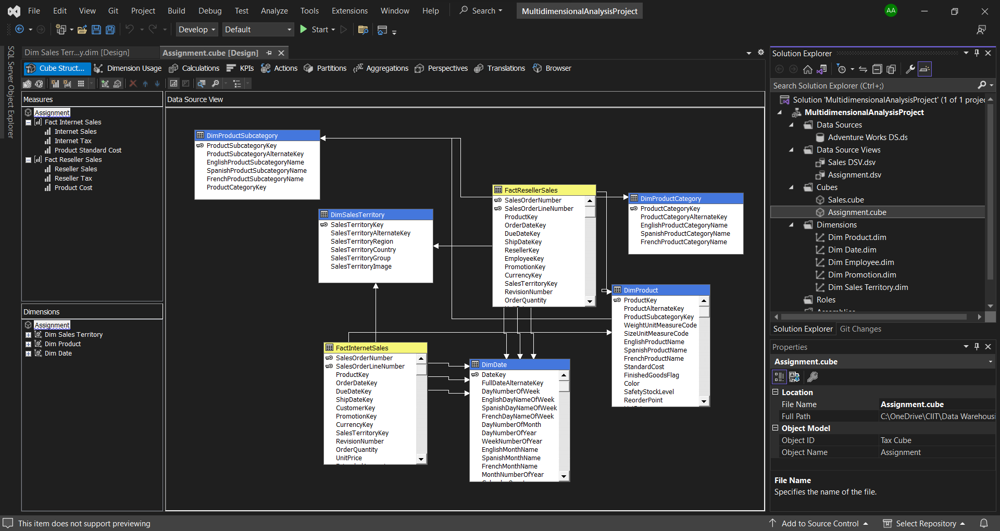 File Edit View Git Project Build Debug Test Analyze Tools Extensions Window Help Search MultidimensionalAnalysisProject AA
Develop Default Start
SQL Server Object Explorer
Dim Sales Terr...y.dim [Design] Assignment.cube [Design]
Cube Struct... Dimension Usage Calculations KPIs Actions Partitions Aggregations Perspectives Translations Browser
Measures
Assignment
Fact Internet Sales
Internet Sales
Internet Tax
Product Standard Cost
Fact Reseller Sales
Reseller Sales
Reseller Tax
Product Cost
Dimensions
Assignment
Dim Sales Territory
Dim Product
Dim Date
Data Source View
DimProductSubcategory
ProductSubcategoryKey
ProductSubcategoryAlternateKey
EnglishProductSubcategoryName
SpanishProductSubcategoryName
FrenchProductSubcategoryName
ProductCategoryKey
DimSalesTerritory
SalesTerritoryKey
SalesTerritoryAlternateKey
SalesTerritoryRegion
SalesTerritoryCountry
SalesTerritoryGroup
SalesTerritoryImage
FactResellerSales
SalesOrderNumber
SalesOrderLineNumber
ProductKey
OrderDateKey
DueDateKey
ShipDateKey
ResellerKey
EmployeeKey
PromotionKey
CurrencyKey
SalesTerritoryKey
RevisionNumber
OrderQuantity
DimProductCategory
ProductCategoryKey
ProductCategoryAlternateKey
EnglishProductCategoryName
SpanishProductCategoryName
FrenchProductCategoryName
DimProduct
ProductKey
ProductAlternateKey
ProductSubcategoryKey
WeightUnitMeasureCode
SizeUnitMeasureCode
EnglishProductName
SpanishProductName
FrenchProductName
StandardCost
FinishedGoodsFlag
Color
SafetyStockLevel
ReorderPoint
FactInternetSales
SalesOrderNumber
SalesOrderLineNumber
ProductKey
OrderDateKey
DueDateKey
ShipDateKey
CustomerKey
PromotionKey
CurrencyKey
SalesTerritoryKey
RevisionNumber
OrderQuantity
UnitPrice
DimDate
DateKey
FullDateAlternateKey
DayNumberOfWeek
EnglishDayNameOfWeek
SpanishDayNameOfWeek
FrenchDayNameOfWeek
DayNumberOfMonth
DayNumberOfYear
WeekNumberOfYear
EnglishMonthName
SpanishMonthName
FrenchMonthName
MonthNumberOfYear
Solution Explorer
Search Solution Explorer (Ctrl+;)
Solution 'MultidimensionalAnalysisProject' (1 of 1 projec
MultidimensionalAnalysisProject
Data Sources
Adventure Works DS.ds
Data Source Views
Sales DSV.dsv
Assignment.dsv
Cubes
Sales.cube
Assignment.cube
Dimensions
Dim Product.dim
Dim Date.dim
Dim Employee.dim
Dim Promotion.dim
Dim Sales Territory.dim
Roles
Solution Explorer Git Changes
Properties
Assignment.cube
Location
File Name Assignment.cube
Full Path C:\OneDrive\CIIT\Data Warehousi
Object Model
Object ID Tax Cube
Object Name Assignment
File Name
Specifies the name of the file.
This item does not support previewing Add to Source Control Select Repository